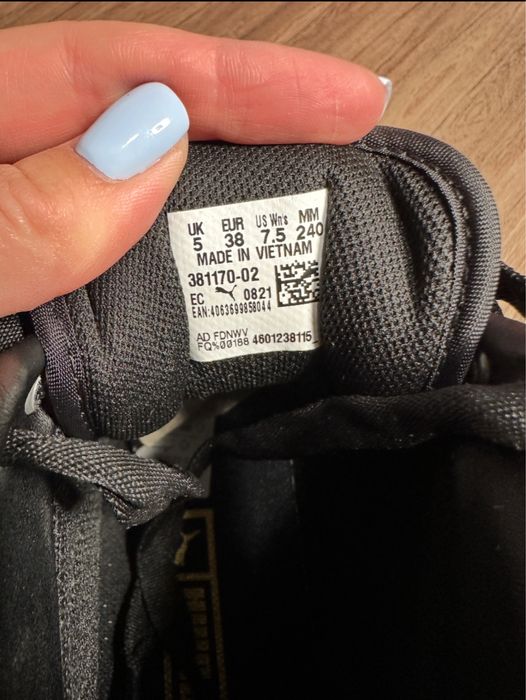 UK EUR US Wn's MM
5 38 7.5 240
MADE IN VIETNAM
381170-02
EC 0821
EAN:4063699858044
AD FDNWV
FQ%00188 4601238115_